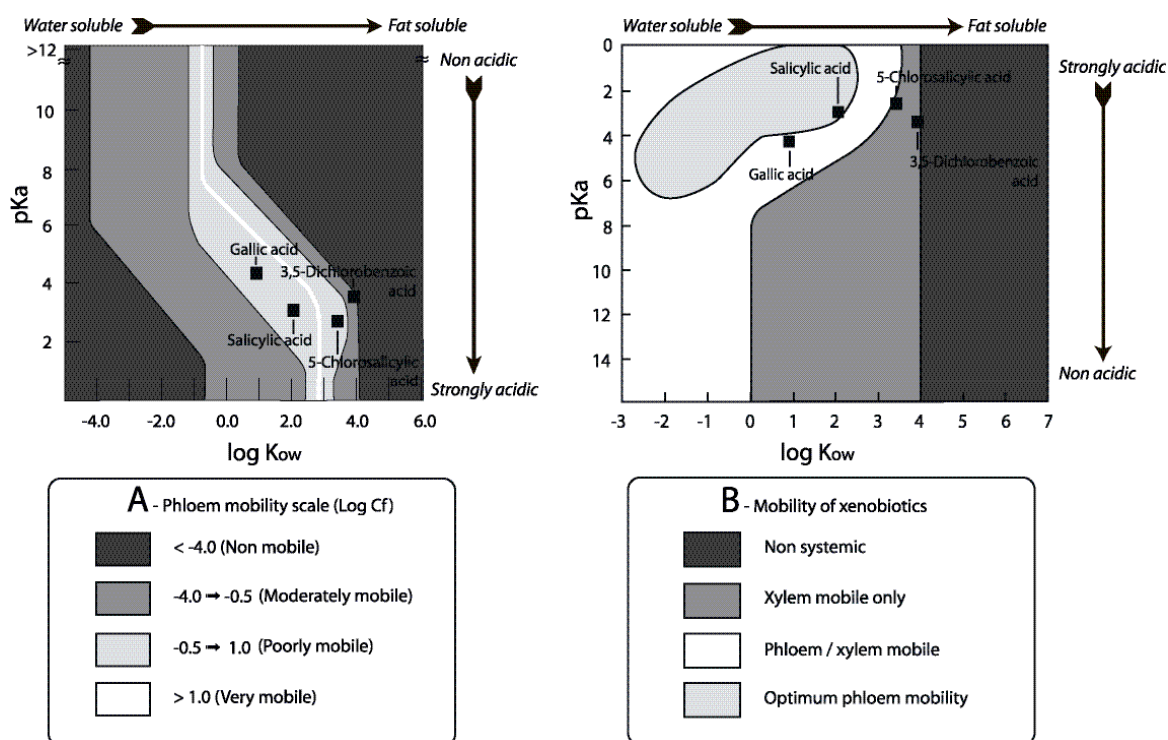 Water soluble
Fat soluble
>12
10
8
6
4
2
pKa
Gallic acid
3,5-Dichlorobenzoic
acid
Salicylic acid
5-Chlorosalicylic
acid
-4.0 -2.0 0.0 2.0 4.0 6.0
log Kow
Non acidic
Strongly acidic
A - Phloem mobility scale (Log Cf)
< -4.0 (Non mobile)
-4.0 ➞ -0.5 (Moderately mobile)
-0.5 ➞ 1.0 (Poorly mobile)
> 1.0 (Very mobile)
Water soluble
Fat soluble
0
2
4
6
8
10
12
14
pKa
Salicylic acid
5-Chlorosalicylic acid
Gallic acid
3,5-Dichlorobenzoic
acid
-3 -2 -1 0 1 2 3 4 5 6 7
log Kow
Strongly acidic
Non acidic
B - Mobility of xenobiotics
Non systemic
Xylem mobile only
Phloem / xylem mobile
Optimum phloem mobility